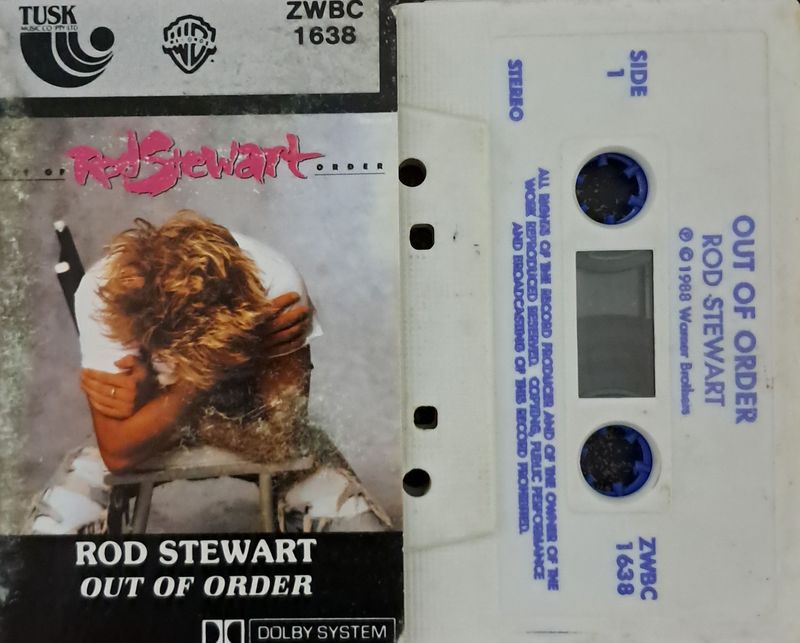 TUSK
MUSIC CO (PTY) LTD
ZWBC
1638
OF Rod Stewart ORDER
ROD STEWART
OUT OF ORDER
DOLBY SYSTEM
SIDE
1
STEREO
OUT OF ORDER
ROD STEWART
℗ © 1988 Warner Brothers
ALL RIGHTS OF THE RECORD PRODUCER AND OF THE OWNER OF THE
WORK REPRODUCED RESERVED. COPYING, PUBLIC PERFORMANCE
AND BROADCASTING OF THIS RECORD PROHIBITED.
ZWBC
1638